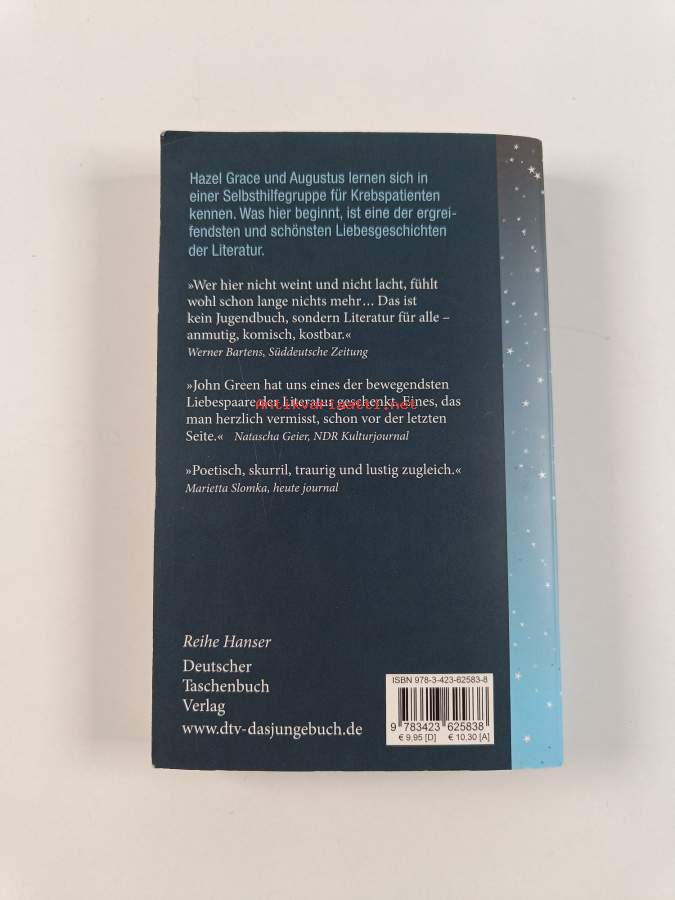 Hazel Grace und Augustus lernen sich in
einer Selbsthilfegruppe für Krebspatienten
kennen. Was hier beginnt, ist eine der ergrei-
fendsten und schönsten Liebesgeschichten
der Literatur.
»Wer hier nicht weint und nicht lacht, fühlt
wohl schon lange nichts mehr… Das ist
kein Jugendbuch, sondern Literatur für alle –
anmutig, komisch, kostbar.«
Werner Bartens, Süddeutsche Zeitung
»John Green hat uns eines der bewegendsten
Liebespaare der Literatur geschenkt. Eines, das
Antikvariaatti.net
man herzlich vermisst, schon vor der letzten
Seite.« Natascha Geier, NDR Kulturjournal
»Poetisch, skurril, traurig und lustig zugleich.«
Marietta Slomka, heute journal
Reihe Hanser
Deutscher
Taschenbuch
Verlag
www.dtv-dasjungebuch.de
ISBN 978-3-423-62583-8
9 783423 625838
€ 9,95 [D] € 10,30 [A]